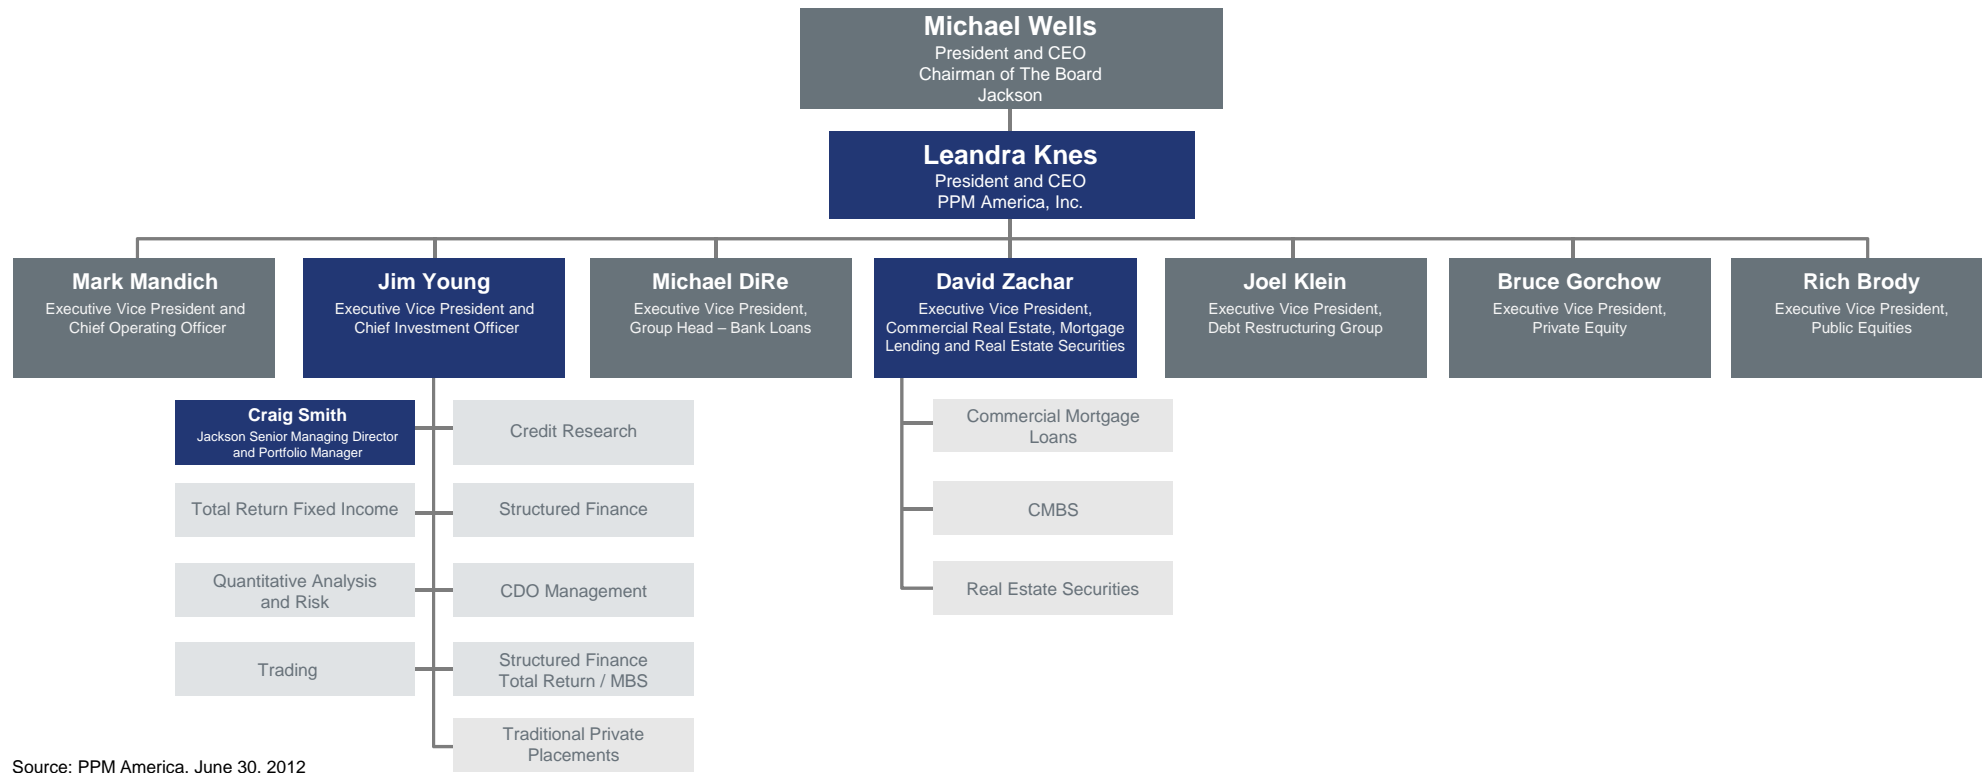 Michael Wells
President and CEO
Chairman of The Board
Jackson
Leandra Knes
President and CEO
PPM America, Inc.
Mark Mandich
Executive Vice President and
Chief Operating Officer
Jim Young
Executive Vice President and
Chief Investment Officer
Michael DiRe
Executive Vice President,
Group Head – Bank Loans
David Zachar
Executive Vice President,
Commercial Real Estate, Mortgage
Lending and Real Estate Securities
Joel Klein
Executive Vice President,
Debt Restructuring Group
Bruce Gorchow
Executive Vice President,
Private Equity
Rich Brody
Executive Vice President,
Public Equities
Craig Smith
Jackson Senior Managing Director
and Portfolio Manager
Credit Research
Total Return Fixed Income
Structured Finance
Quantitative Analysis
and Risk
CDO Management
Trading
Structured Finance
Total Return / MBS
Traditional Private
Placements
Commercial Mortgage
Loans
CMBS
Real Estate Securities
Source: PPM America, June 30, 2012